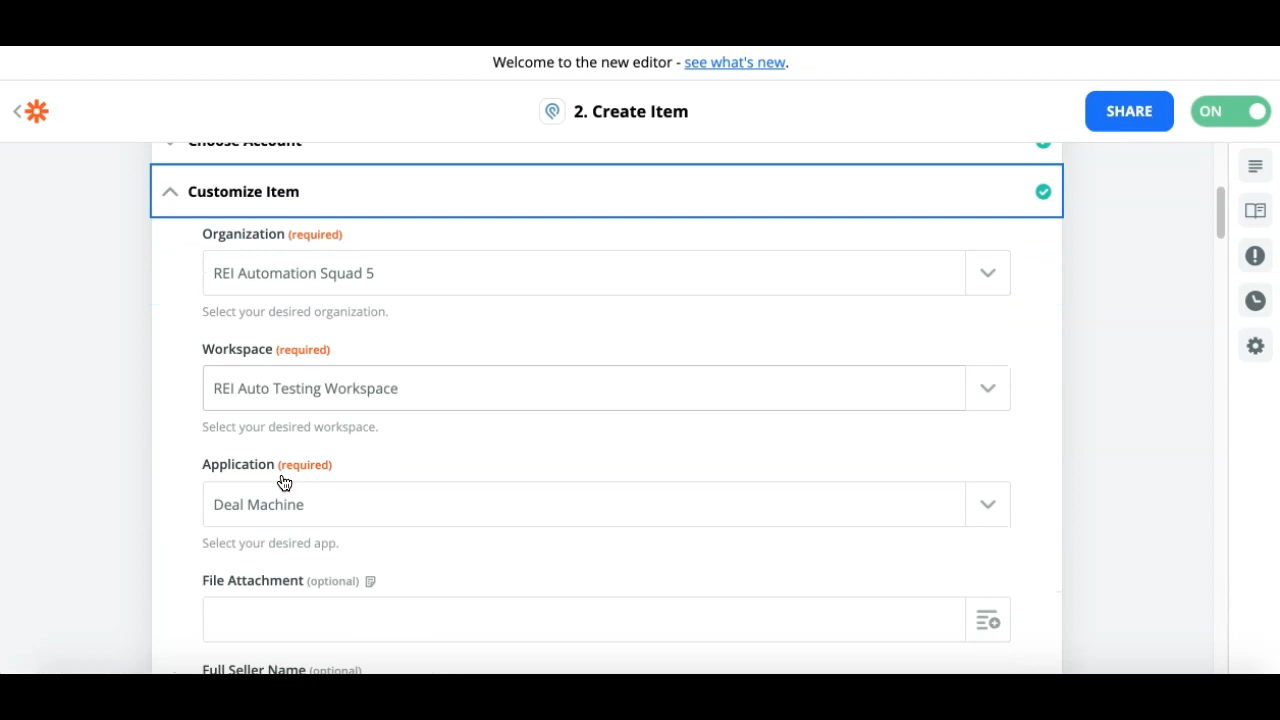 Welcome to the new editor - see what's new.
2. Create Item
SHARE
ON
Choose Account
Customize Item
Organization (required)
REI Automation Squad 5
Select your desired organization.
Workspace (required)
REI Auto Testing Workspace
Select your desired workspace.
Application (required)
Deal Machine
Select your desired app.
File Attachment (optional)
Full Seller Name (optional)